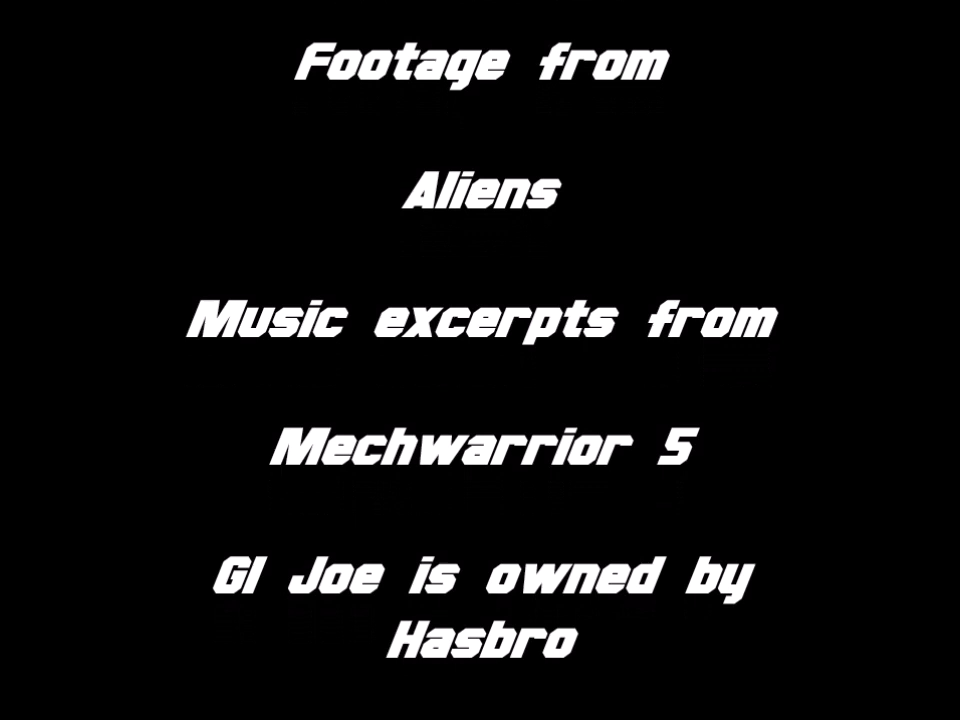 Footage from
Aliens
Music excerpts from
Mechwarrior 5
GI Joe is owned by
Hasbro